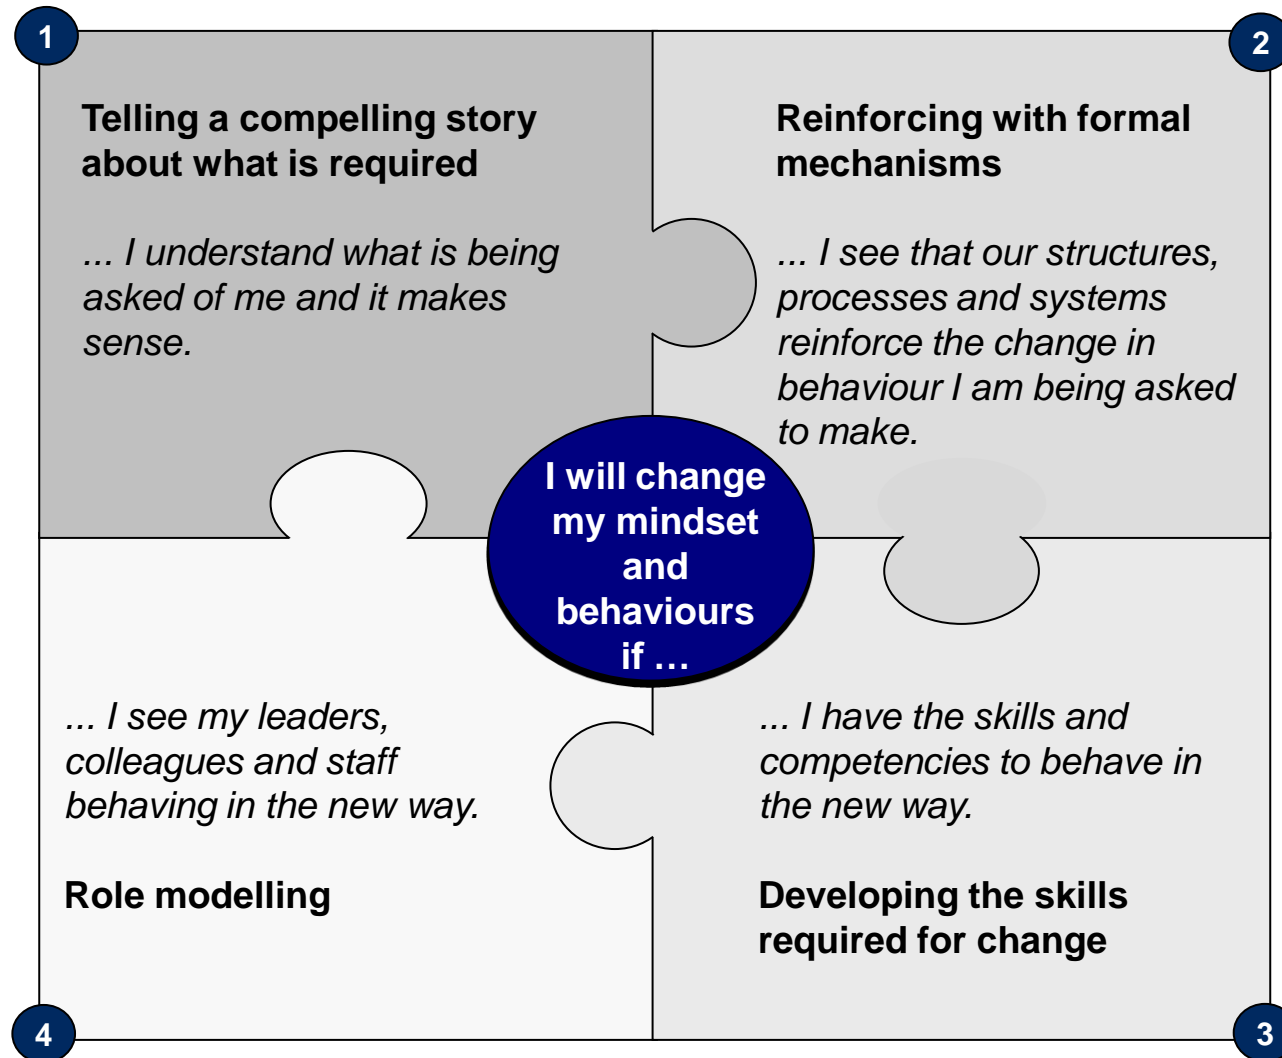 1
Telling a compelling story
about what is required
... I understand what is being
asked of me and it makes
sense.
2
Reinforcing with formal
mechanisms
... I see that our structures,
processes and systems
reinforce the change in
behaviour I am being asked
to make.
I will change
my mindset
and
behaviours
if …
... I have the skills and
competencies to behave in
the new way.
Developing the skills
required for change
3
... I see my leaders,
colleagues and staff
behaving in the new way.
Role modelling
4